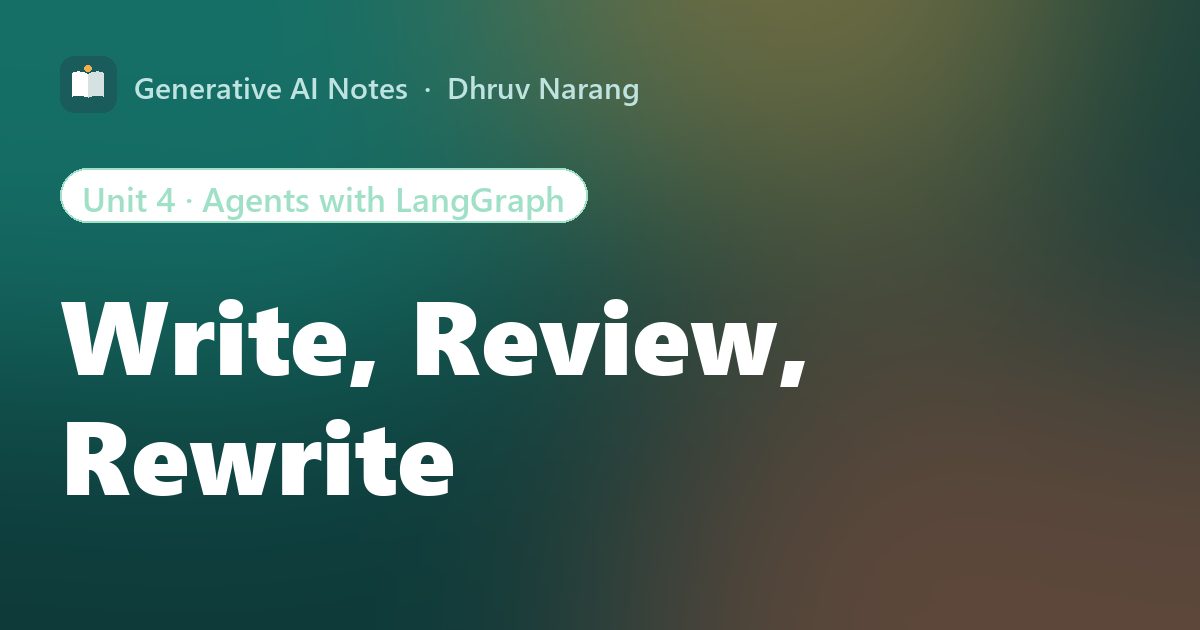 Generative AI Notes · Dhruv Narang
Unit 4 · Agents with LangGraph
Write, Review,
Rewrite